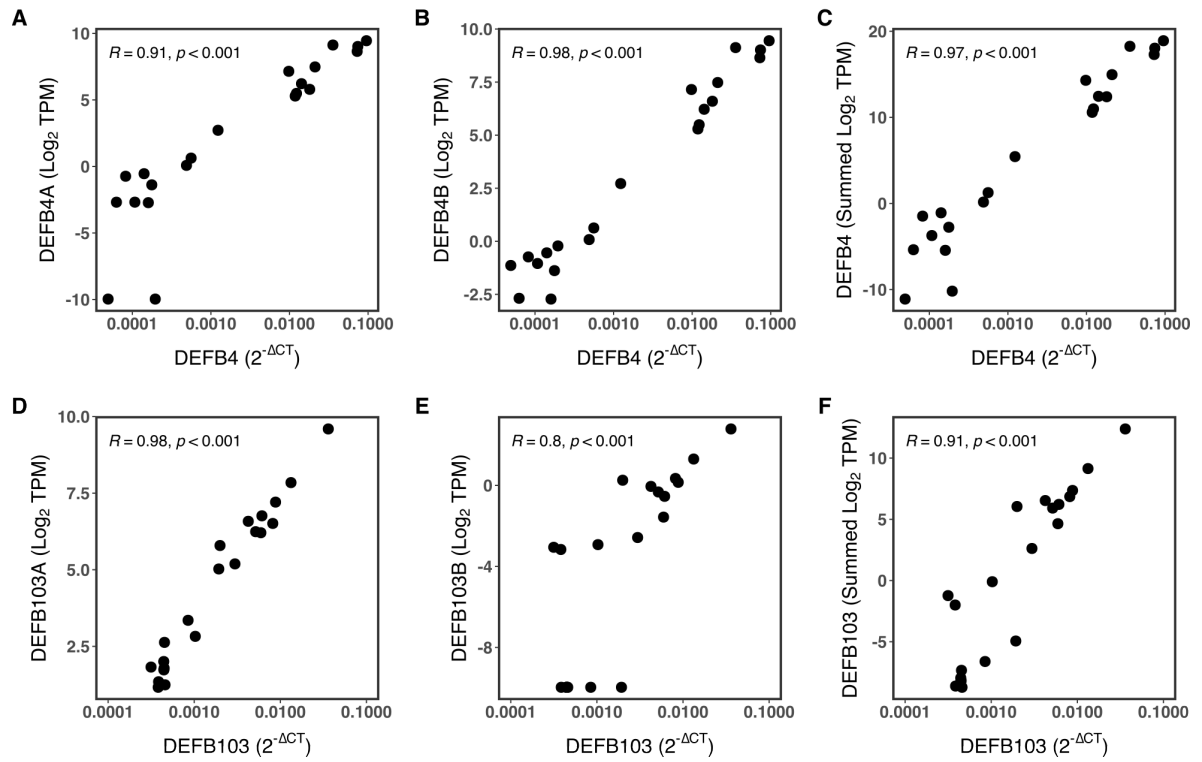 A
R = 0.91, p < 0.001
DEFB4A (Log₂ TPM)
10
5
0
-5
-10
0.0001 0.0010 0.0100 0.1000
DEFB4 (2⁻ΔCT)
B
R = 0.98, p < 0.001
DEFB4B (Log₂ TPM)
10.0
7.5
5.0
2.5
0.0
-2.5
0.0001 0.0010 0.0100 0.1000
DEFB4 (2⁻ΔCT)
C
R = 0.97, p < 0.001
DEFB4 (Summed Log₂ TPM)
20
10
0
-10
0.0001 0.0010 0.0100 0.1000
DEFB4 (2⁻ΔCT)
D
R = 0.98, p < 0.001
DEFB103A (Log₂ TPM)
10.0
7.5
5.0
2.5
0.0001 0.0010 0.0100 0.1000
DEFB103 (2⁻ΔCT)
E
R = 0.8, p < 0.001
DEFB103B (Log₂ TPM)
0
-4
-8
0.0001 0.0010 0.0100 0.1000
DEFB103 (2⁻ΔCT)
F
R = 0.91, p < 0.001
DEFB103 (Summed Log₂ TPM)
10
5
0
-5
0.0001 0.0010 0.0100 0.1000
DEFB103 (2⁻ΔCT)